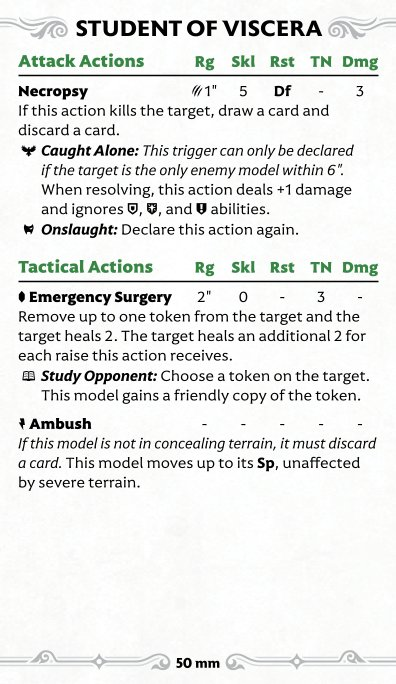 STUDENT OF VISCERA
Attack Actions Rg Skl Rst TN Dmg
Necropsy 1" 5 Df - 3
If this action kills the target, draw a card and
discard a card.
Caught Alone: This trigger can only be declared
if the target is the only enemy model within 6".
When resolving, this action deals +1 damage
and ignores , , and abilities.
Onslaught: Declare this action again.
Tactical Actions Rg Skl Rst TN Dmg
Emergency Surgery 2" 0 - 3 -
Remove up to one token from the target and the
target heals 2. The target heals an additional 2 for
each raise this action receives.
Study Opponent: Choose a token on the target.
This model gains a friendly copy of the token.
Ambush - - - - -
If this model is not in concealing terrain, it must discard
a card. This model moves up to its Sp, unaffected
by severe terrain.
50 mm